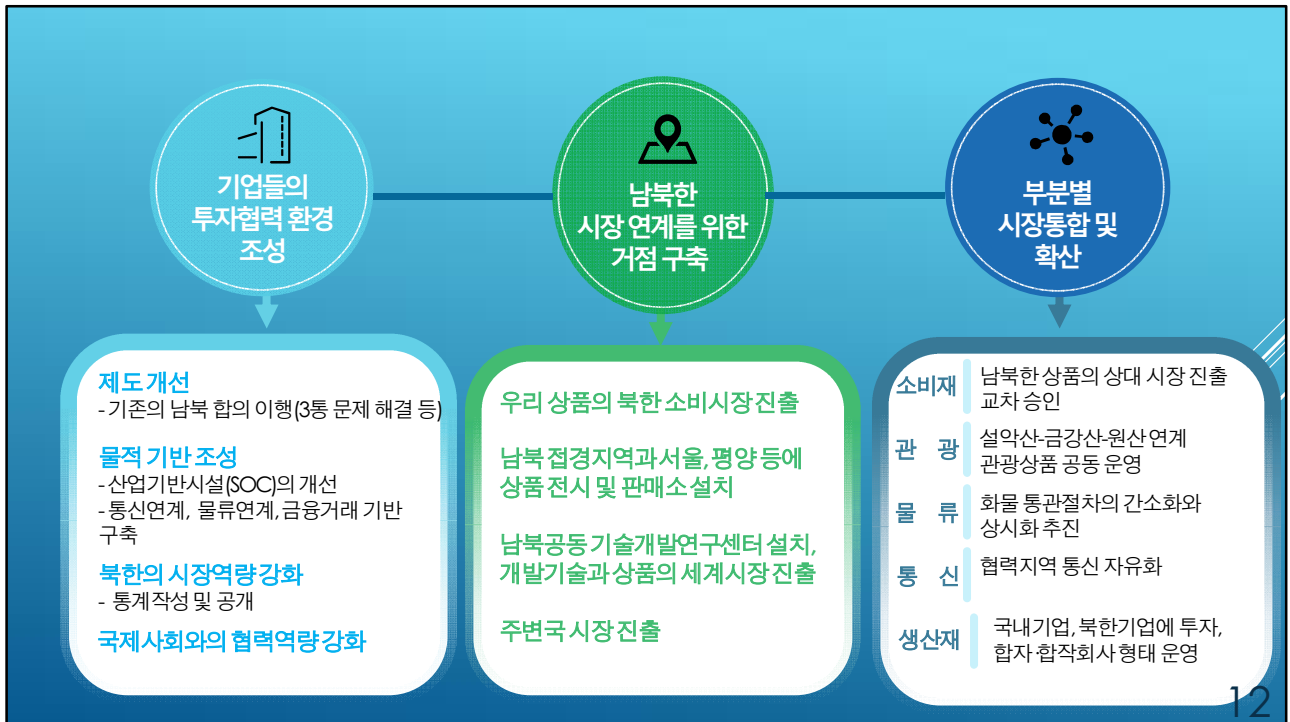 기업들의
투자협력 환경
조성
제도 개선
- 기존의 남북 합의 이행(3통 문제 해결 등)
물적 기반 조성
- 산업기반시설(SOC)의 개선
- 통신연계, 물류연계, 금융거래 기반
구축
북한의 시장역량 강화
- 통계작성 및 공개
국제사회와의 협력역량 강화
남북한
시장 연계를 위한
거점 구축
우리 상품의 북한 소비시장 진출
남북 접경지역과 서울, 평양 등에
상품 전시 및 판매소 설치
남북공동 기술개발연구센터 설치,
개발기술과 상품의 세계시장 진출
주변국 시장 진출
부분별
시장통합 및
확산
소비재 남북한 상품의 상대 시장 진출
교차 승인
관 광 설악산-금강산-원산 연계
관광상품 공동 운영
물 류 화물 통관절차의 간소화와
상시화 추진
통 신 협력지역 통신 자유화
생산재 국내기업, 북한기업에 투자,
합자 합작회사 형태 운영
12